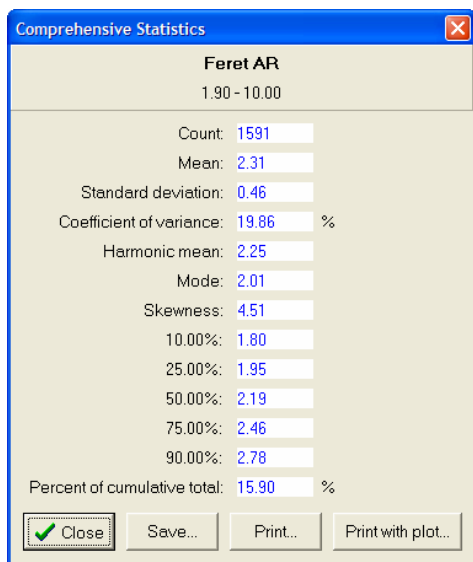 Comprehensive Statistics
Feret AR
1.90 - 10.00
Count: 1591
Mean: 2.31
Standard deviation: 0.46
Coefficient of variance: 19.86 %
Harmonic mean: 2.25
Mode: 2.01
Skewness: 4.51
10.00%: 1.80
25.00%: 1.95
50.00%: 2.19
75.00%: 2.46
90.00%: 2.78
Percent of cumulative total: 15.90 %
Close Save... Print... Print with plot...